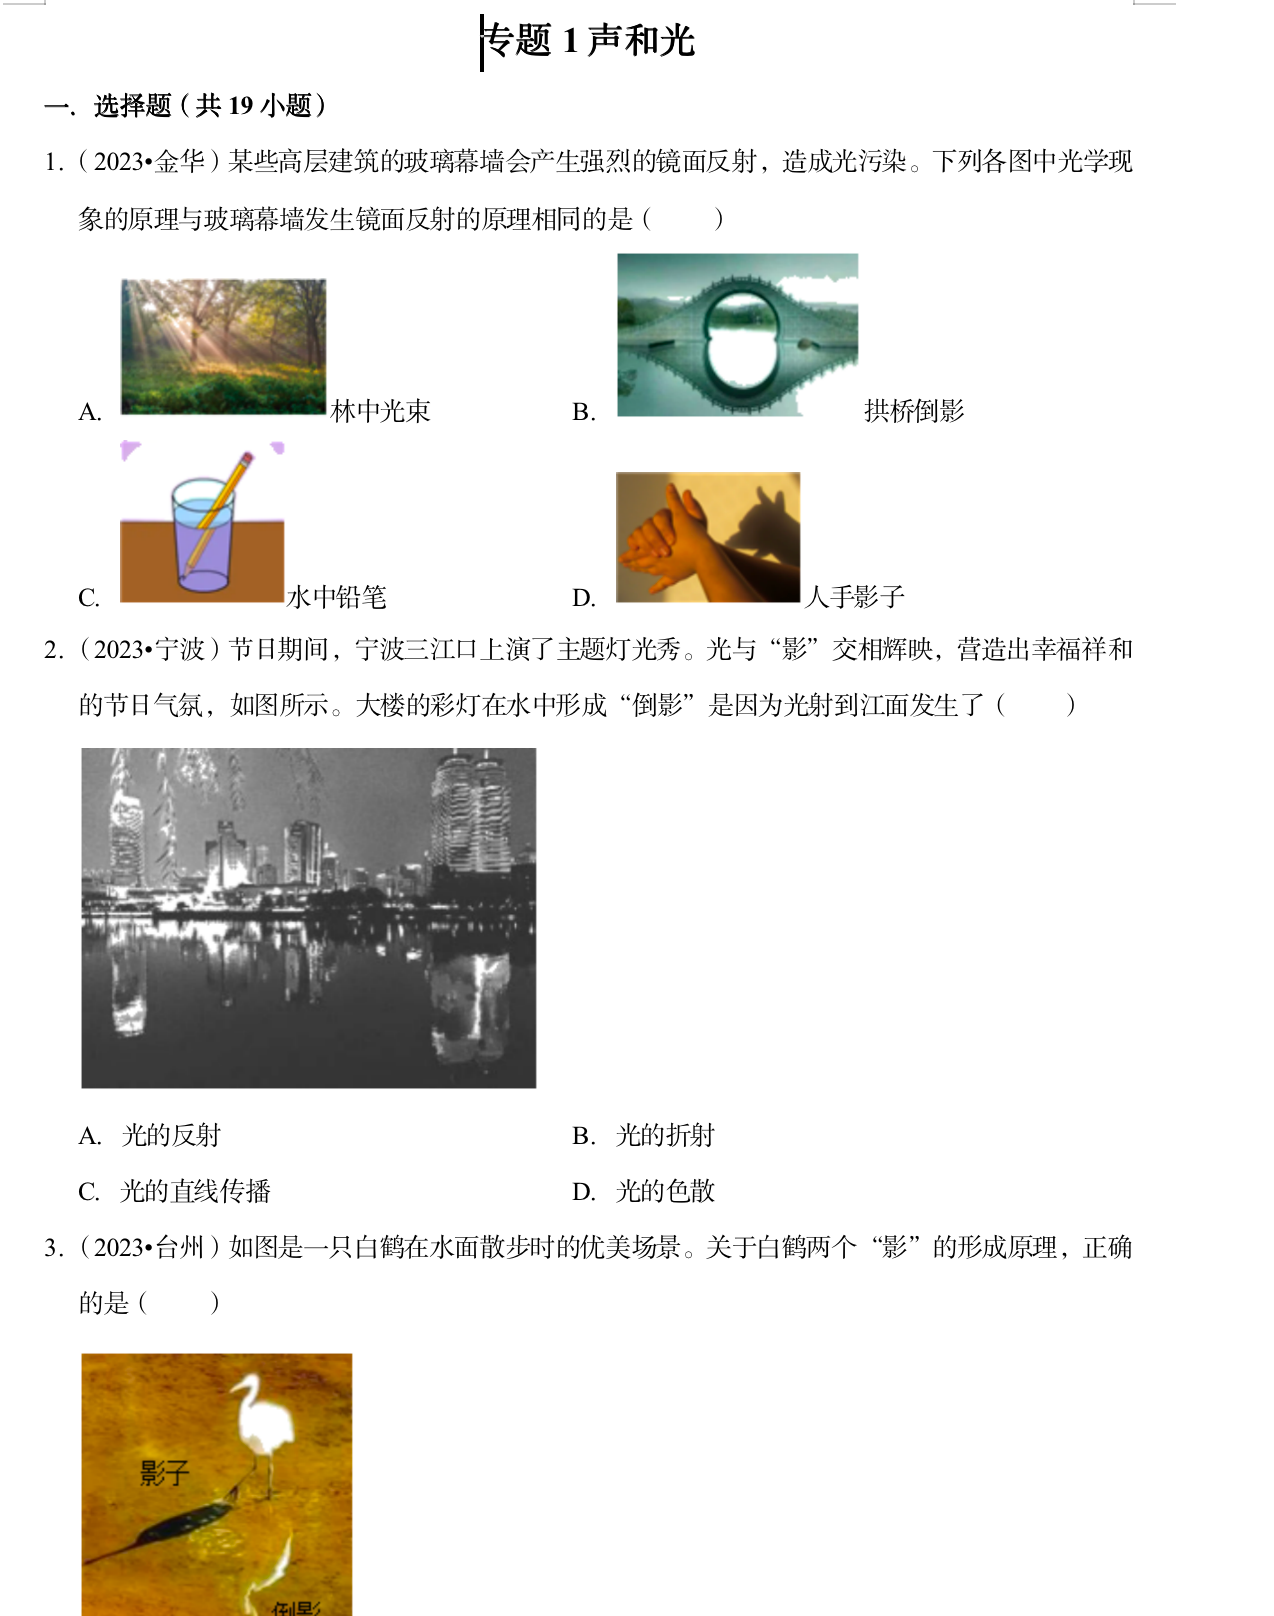 专题 1 声和光
一．选择题（共 19 小题）
1.（2023•金华）某些高层建筑的玻璃幕墙会产生强烈的镜面反射，造成光污染。下列各图中光学现
象的原理与玻璃幕墙发生镜面反射的原理相同的是（　　）
A. 林中光束 B. 拱桥倒影
C. 水中铅笔 D. 人手影子
2.（2023•宁波）节日期间，宁波三江口上演了主题灯光秀。光与“影”交相辉映，营造出幸福祥和
的节日气氛，如图所示。大楼的彩灯在水中形成“倒影”是因为光射到江面发生了（　　）
A. 光的反射 B. 光的折射
C. 光的直线传播 D. 光的色散
3.（2023•台州）如图是一只白鹤在水面散步时的优美场景。关于白鹤两个“影”的形成原理，正确
的是（　　）
影子
倒影